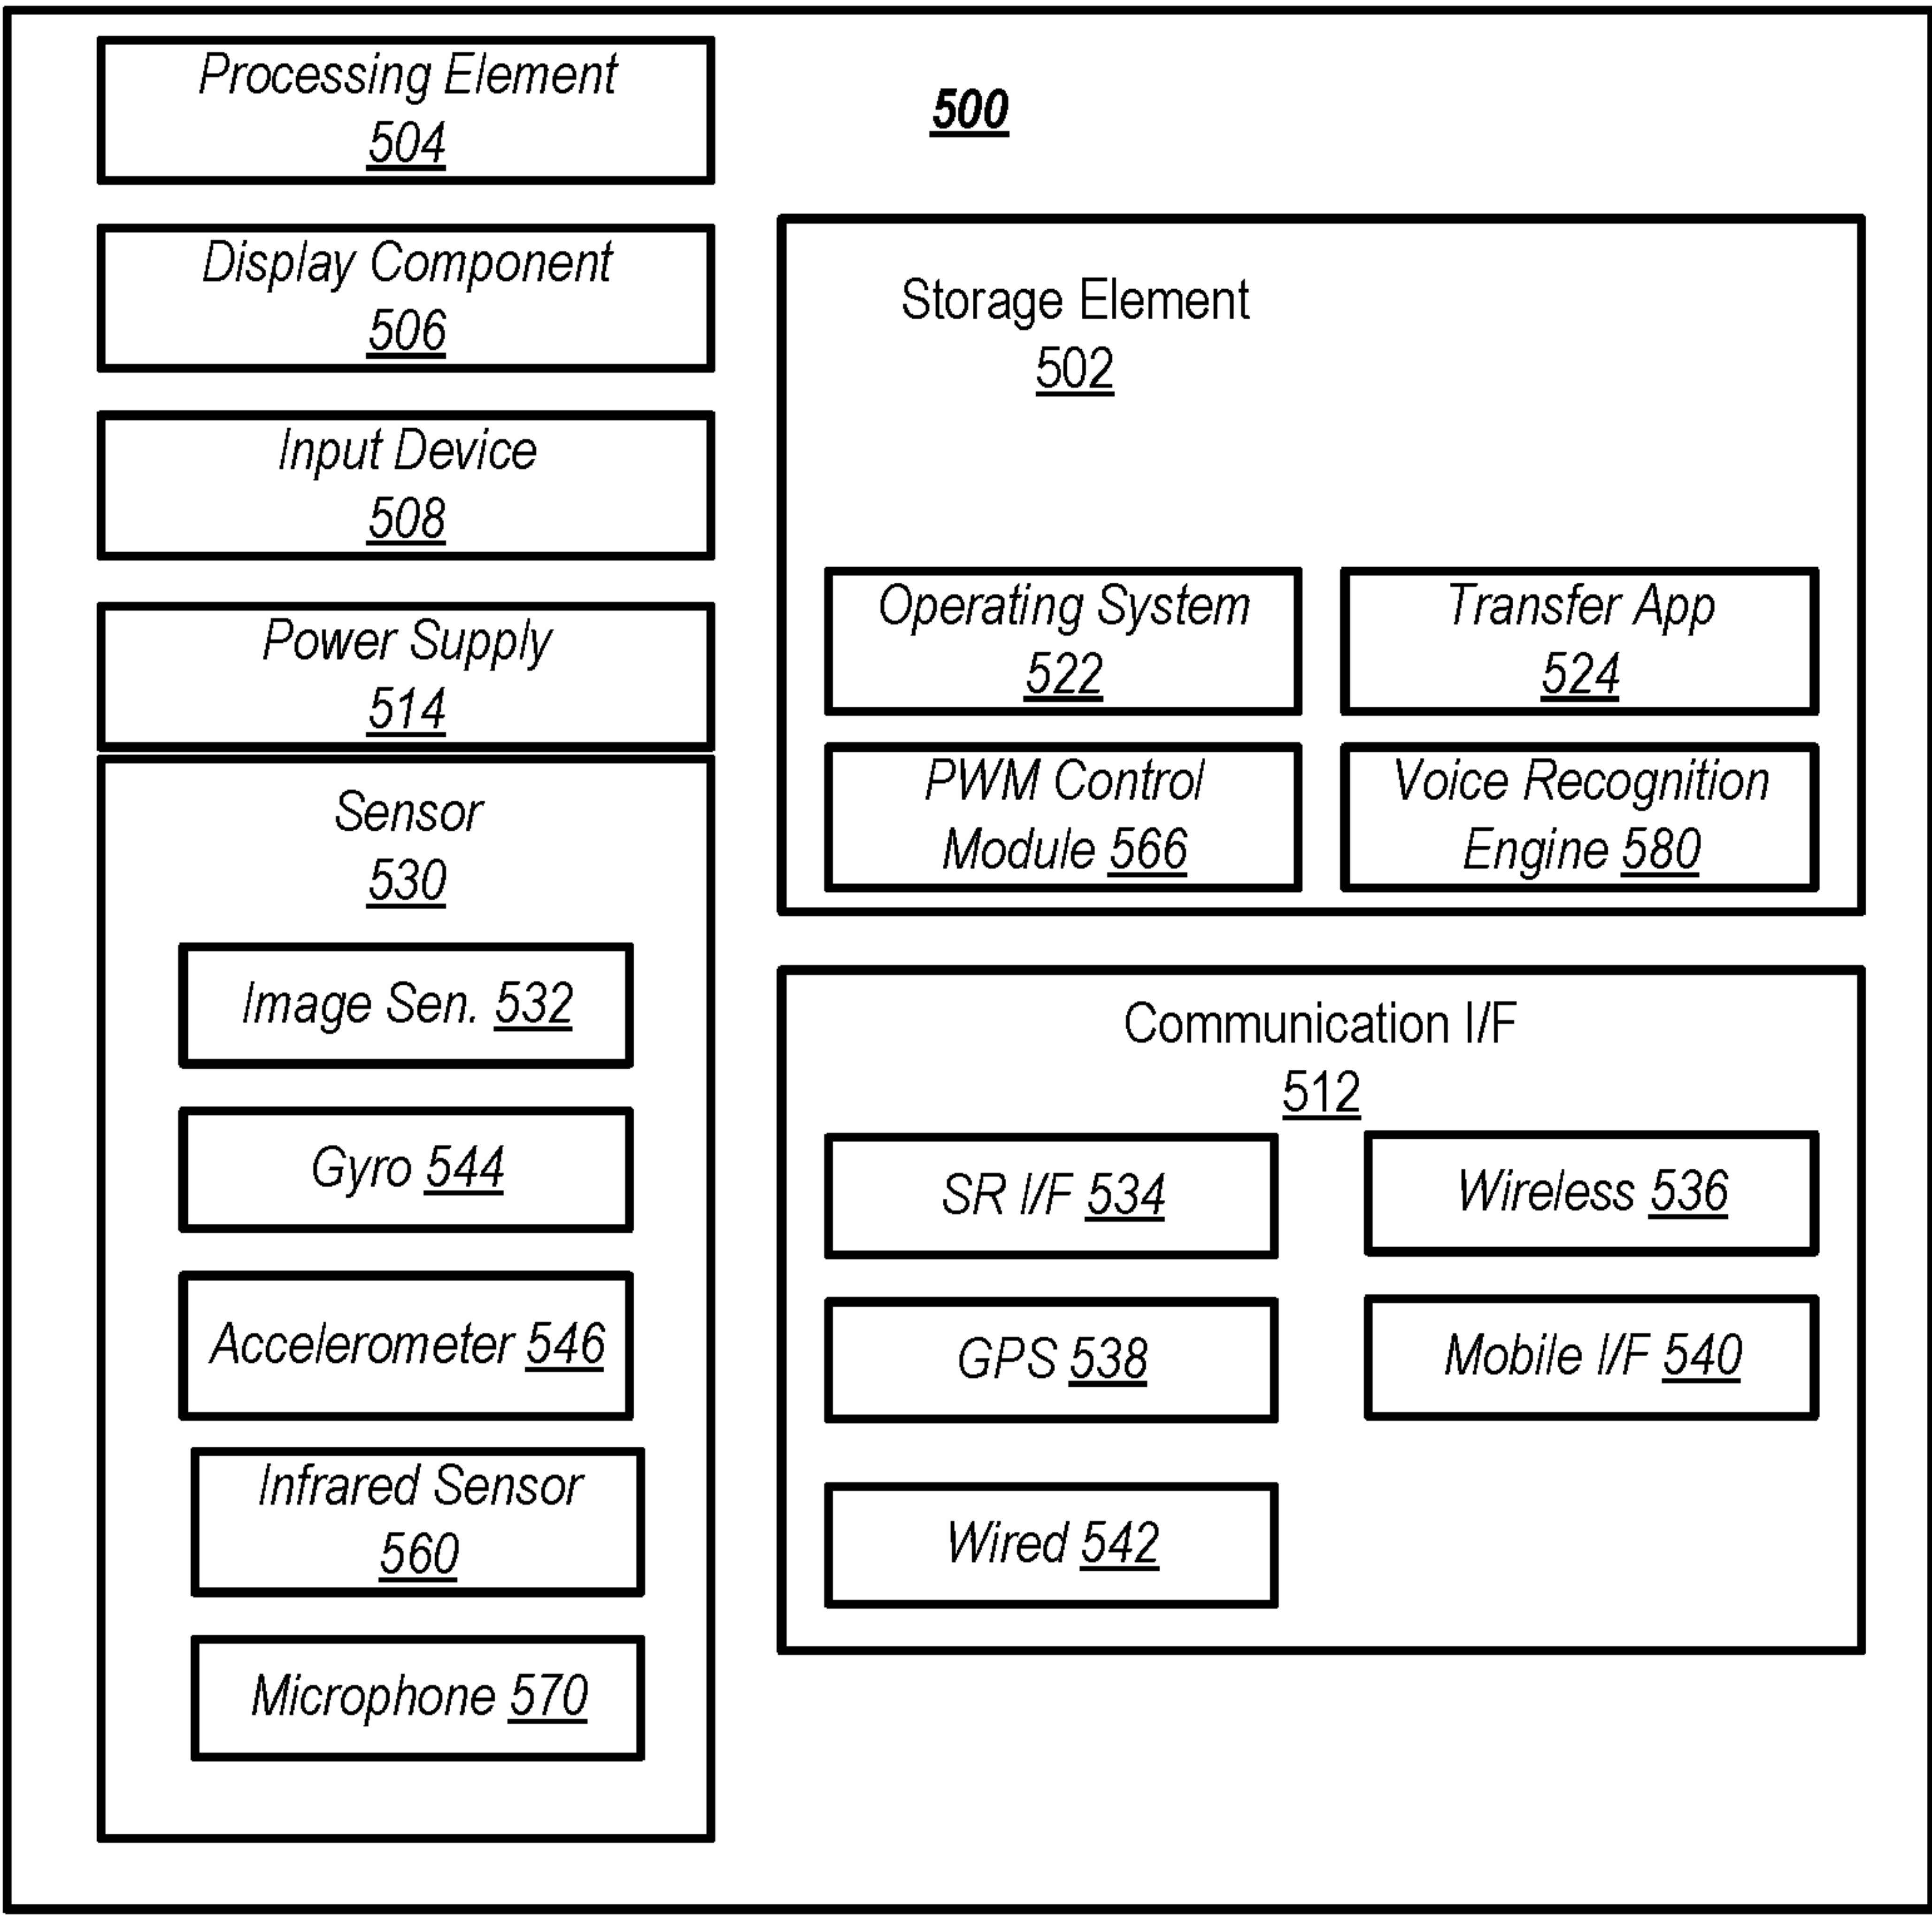 Processing Element
504
500
Display Component
506
Input Device
508
Power Supply
514
Sensor
530
Image Sen. 532
Gyro 544
Accelerometer 546
Infrared Sensor
560
Microphone 570
Storage Element
502
Operating System
522
Transfer App
524
PWM Control
Module 566
Voice Recognition
Engine 580
Communication I/F
512
SR I/F 534
Wireless 536
GPS 538
Mobile I/F 540
Wired 542